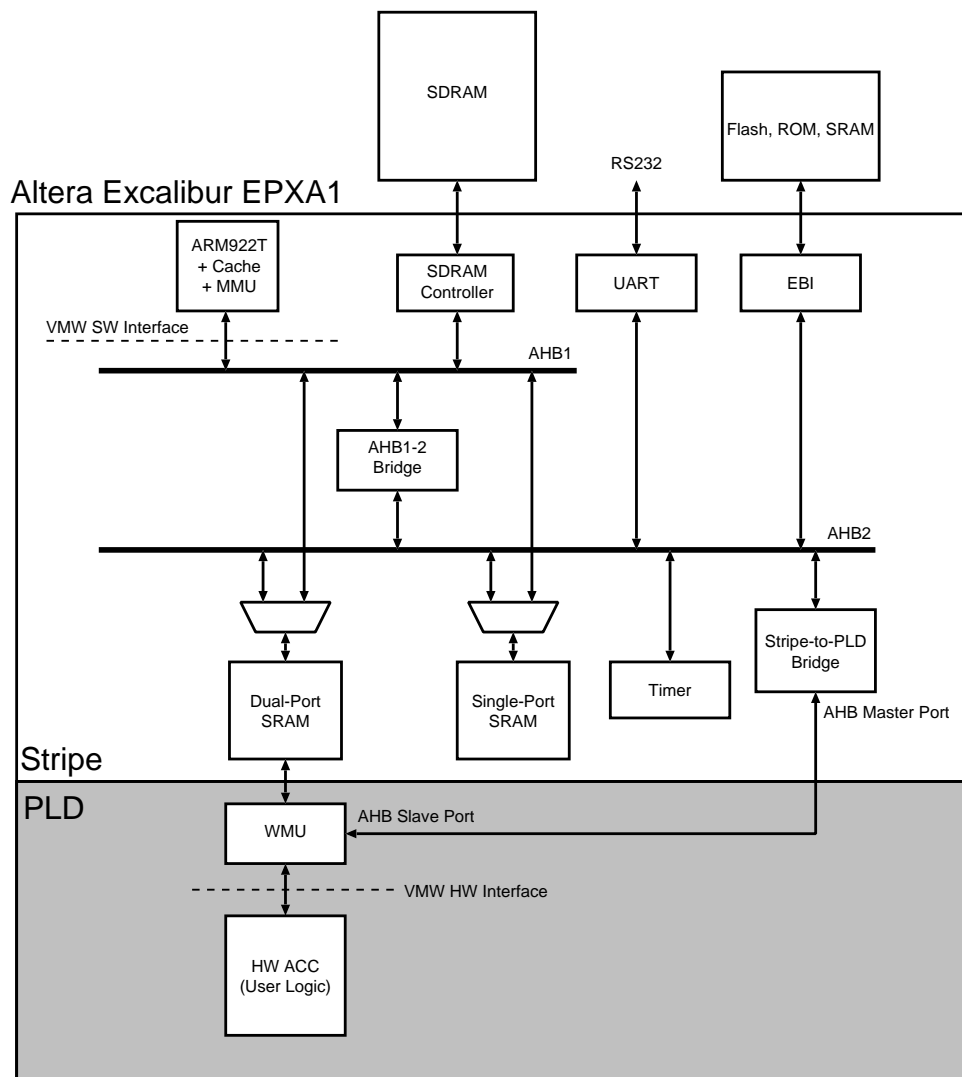 SDRAM
Flash, ROM, SRAM
RS232
Altera Excalibur EPXA1
ARM922T
+ Cache
+ MMU
SDRAM
Controller
UART
EBI
VMW SW Interface
AHB1
AHB1-2
Bridge
AHB2
Dual-Port
SRAM
Single-Port
SRAM
Timer
Stripe-to-PLD
Bridge
AHB Master Port
Stripe
PLD
WMU
AHB Slave Port
VMW HW Interface
HW ACC
(User Logic)